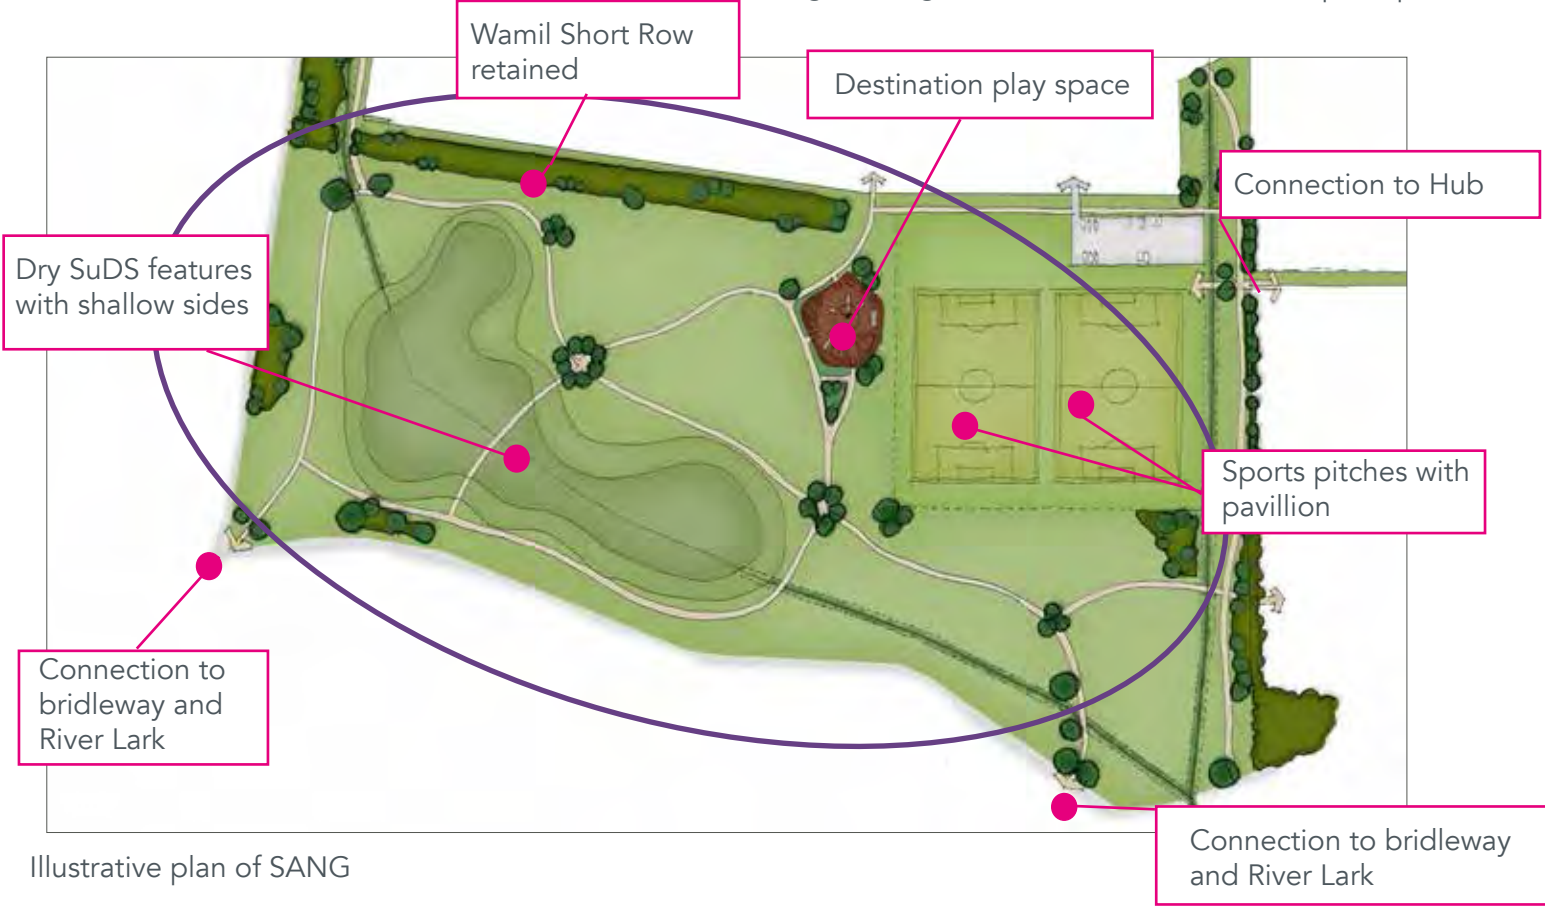 Wamil Short Row
retained
Destination play space
Connection to Hub
Dry SuDS features
with shallow sides
Sports pitches with
pavillion
Connection to
bridleway and
River Lark
Connection to bridleway
and River Lark
Illustrative plan of SANG